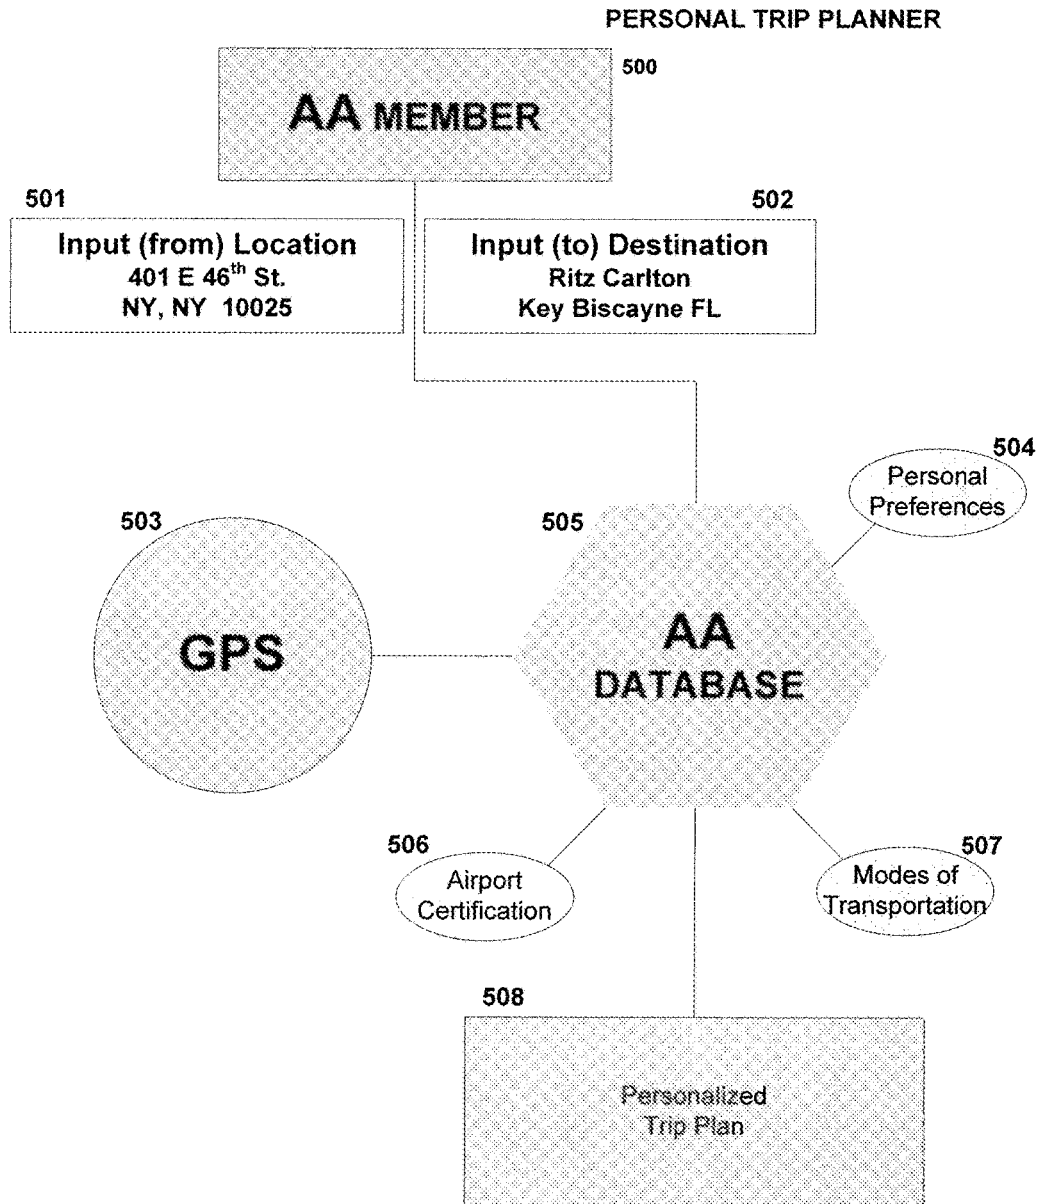 PERSONAL TRIP PLANNER
500
AA MEMBER
501
502
Input (from) Location
401 E 46th St.
NY, NY 10025
Input (to) Destination
Ritz Carlton
Key Biscayne FL
504
Personal
Preferences
503
505
GPS
AA
DATABASE
506
Airport
Certification
507
Modes of
Transportation
508
Personalized
Trip Plan